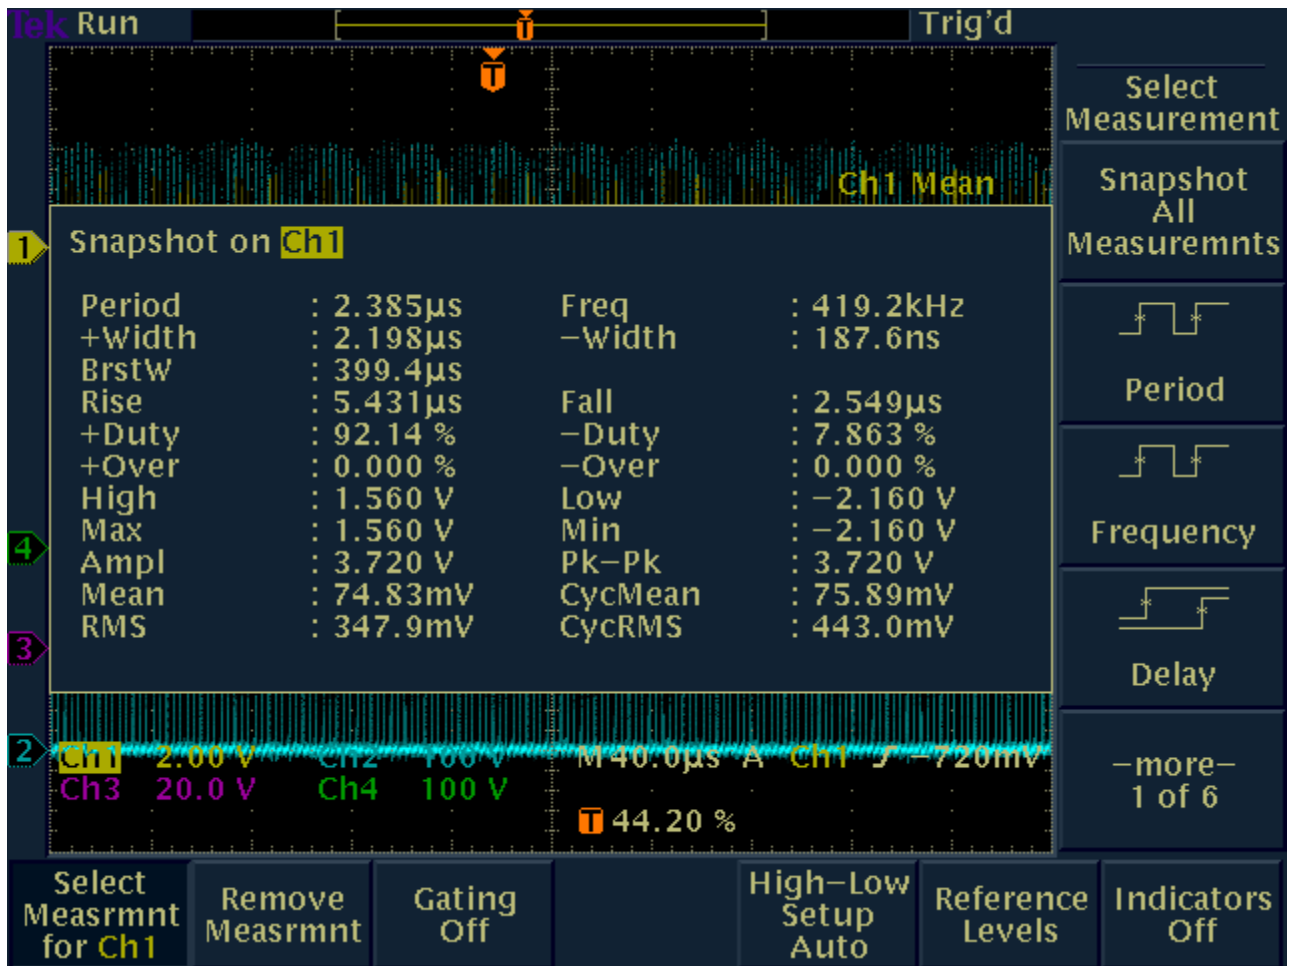 Tek Run Trig'd
T
T
Select
Measurement
Ch1 Mean
Snapshot
All
Measuremnts
1
Snapshot on Ch1
Period : 2.385µs Freq : 419.2kHz
+Width : 2.198µs −Width : 187.6ns
BrstW : 399.4µs
Rise : 5.431µs Fall : 2.549µs
+Duty : 92.14 % −Duty : 7.863 %
+Over : 0.000 % −Over : 0.000 %
High : 1.560 V Low : −2.160 V
Max : 1.560 V Min : −2.160 V
Ampl : 3.720 V Pk−Pk : 3.720 V
Mean : 74.83mV CycMean : 75.89mV
RMS : 347.9mV CycRMS : 443.0mV
Period
Frequency
4
3
Delay
2
Ch1 2.00 V Ch2 100 V M 40.0µs A Ch1 −720mV
Ch3 20.0 V Ch4 100 V
T 44.20 %
−more−
1 of 6
Select
Measrmnt
for Ch1
Remove
Measrmnt
Gating
Off
High−Low
Setup
Auto
Reference
Levels
Indicators
Off